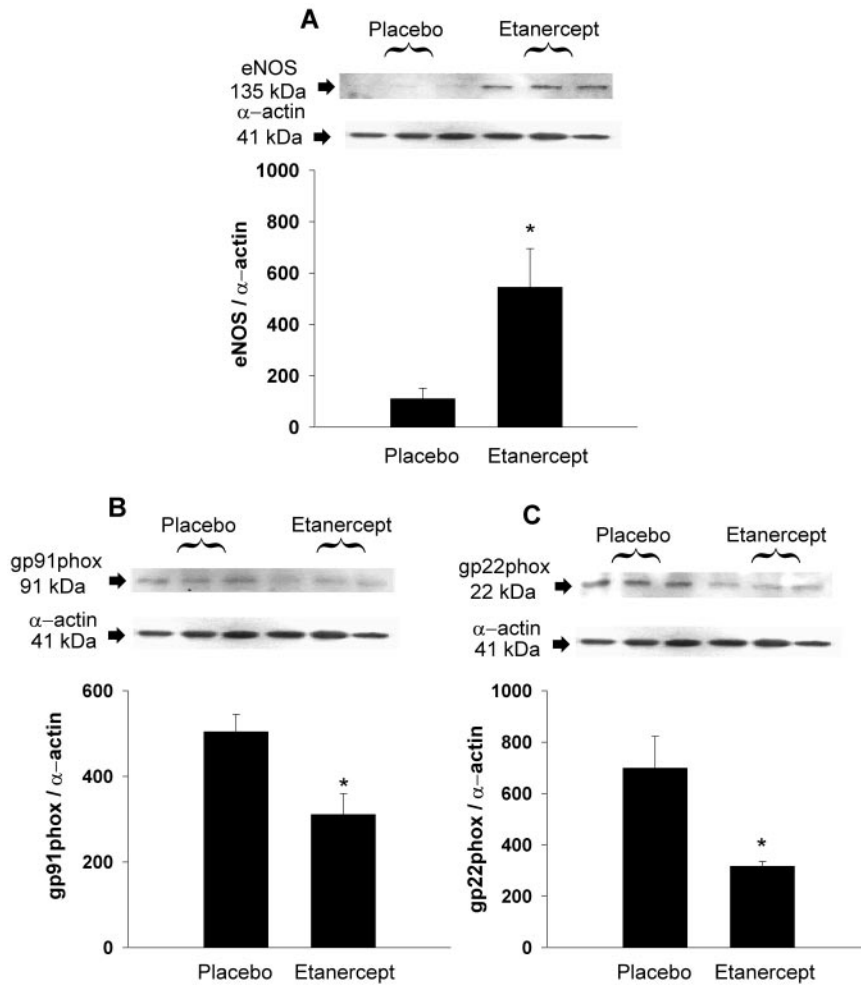 A
Placebo Etanercept
eNOS
135 kDa
α–actin
41 kDa
1000
800
600
400
200
0
eNOS / α–actin
*
Placebo Etanercept
B
Placebo Etanercept
gp91phox
91 kDa
α–actin
41 kDa
600
400
200
0
gp91phox / α–actin
*
Placebo Etanercept
C
Placebo Etanercept
gp22phox
22 kDa
α–actin
41 kDa
1000
800
600
400
200
0
gp22phox / α–actin
*
Placebo Etanercept